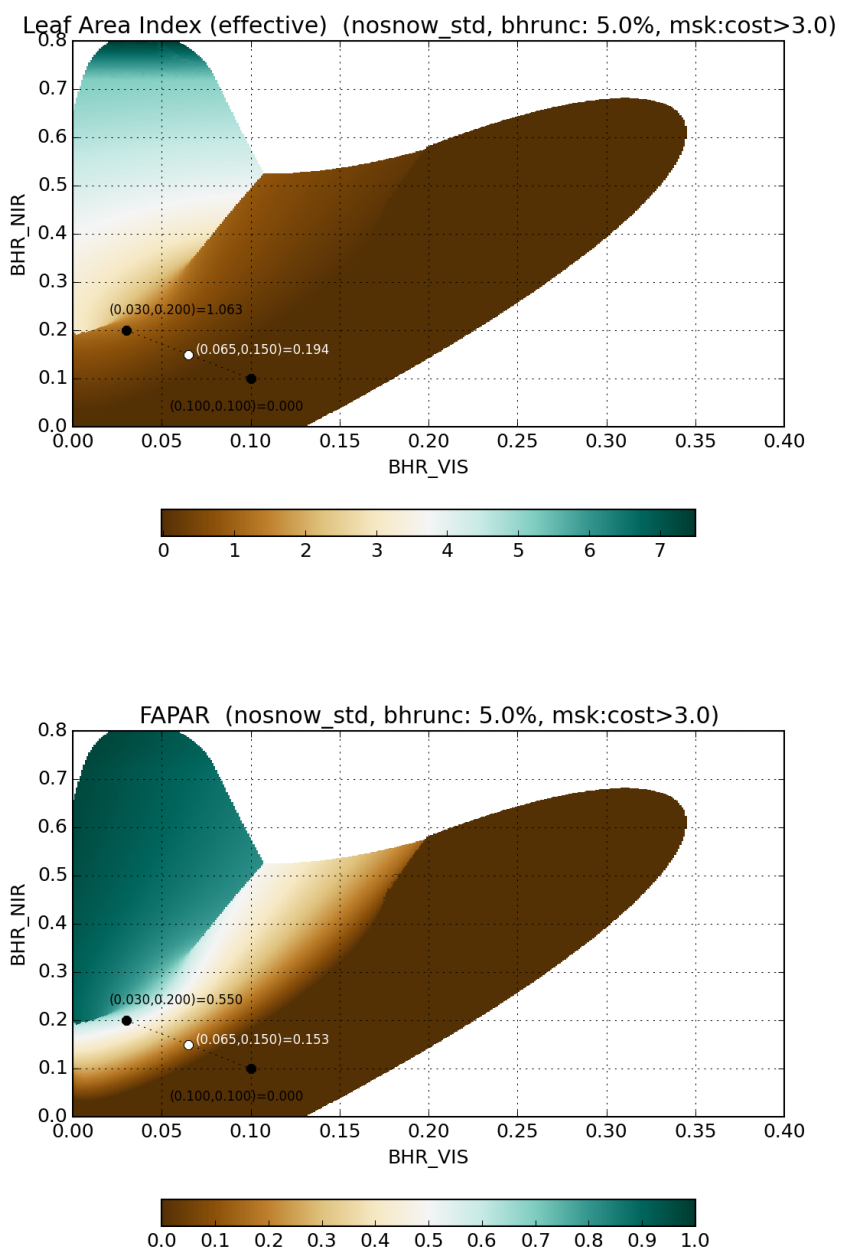 Leaf Area Index (effective)  (nosnow_std, bhrunc: 5.0%, msk:cost>3.0)
0.8
0.7
0.6
0.5
0.4
0.3
0.2
0.1
0.0
BHR_NIR
(0.030,0.200)=1.063
(0.065,0.150)=0.194
(0.100,0.100)=0.000
0.00 0.05 0.10 0.15 0.20 0.25 0.30 0.35 0.40
BHR_VIS
0 1 2 3 4 5 6 7
FAPAR  (nosnow_std, bhrunc: 5.0%, msk:cost>3.0)
0.8
0.7
0.6
0.5
0.4
0.3
0.2
0.1
0.0
BHR_NIR
(0.030,0.200)=0.550
(0.065,0.150)=0.153
(0.100,0.100)=0.000
0.00 0.05 0.10 0.15 0.20 0.25 0.30 0.35 0.40
BHR_VIS
0.0 0.1 0.2 0.3 0.4 0.5 0.6 0.7 0.8 0.9 1.0